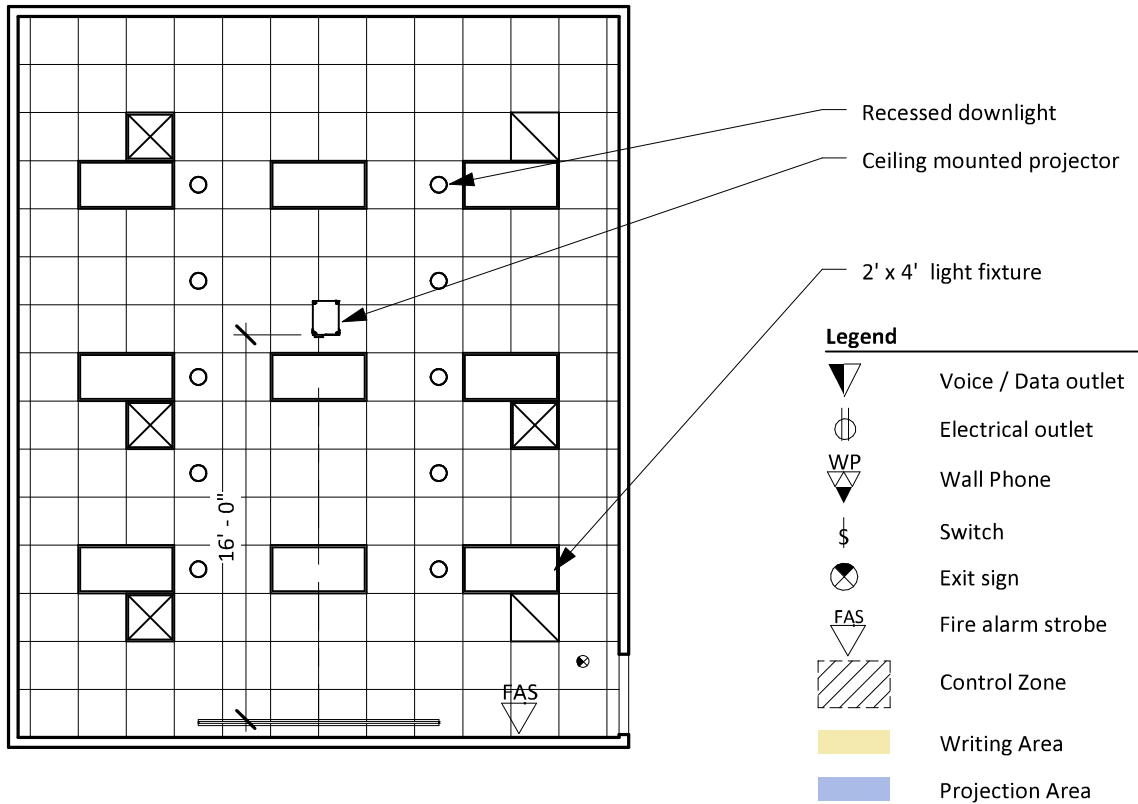 Recessed downlight
Ceiling mounted projector
2' x 4' light fixture
16' - 0"
FAS
Legend
Voice / Data outlet
Electrical outlet
WP
Wall Phone
$
Switch
Exit sign
FAS
Fire alarm strobe
Control Zone
Writing Area
Projection Area